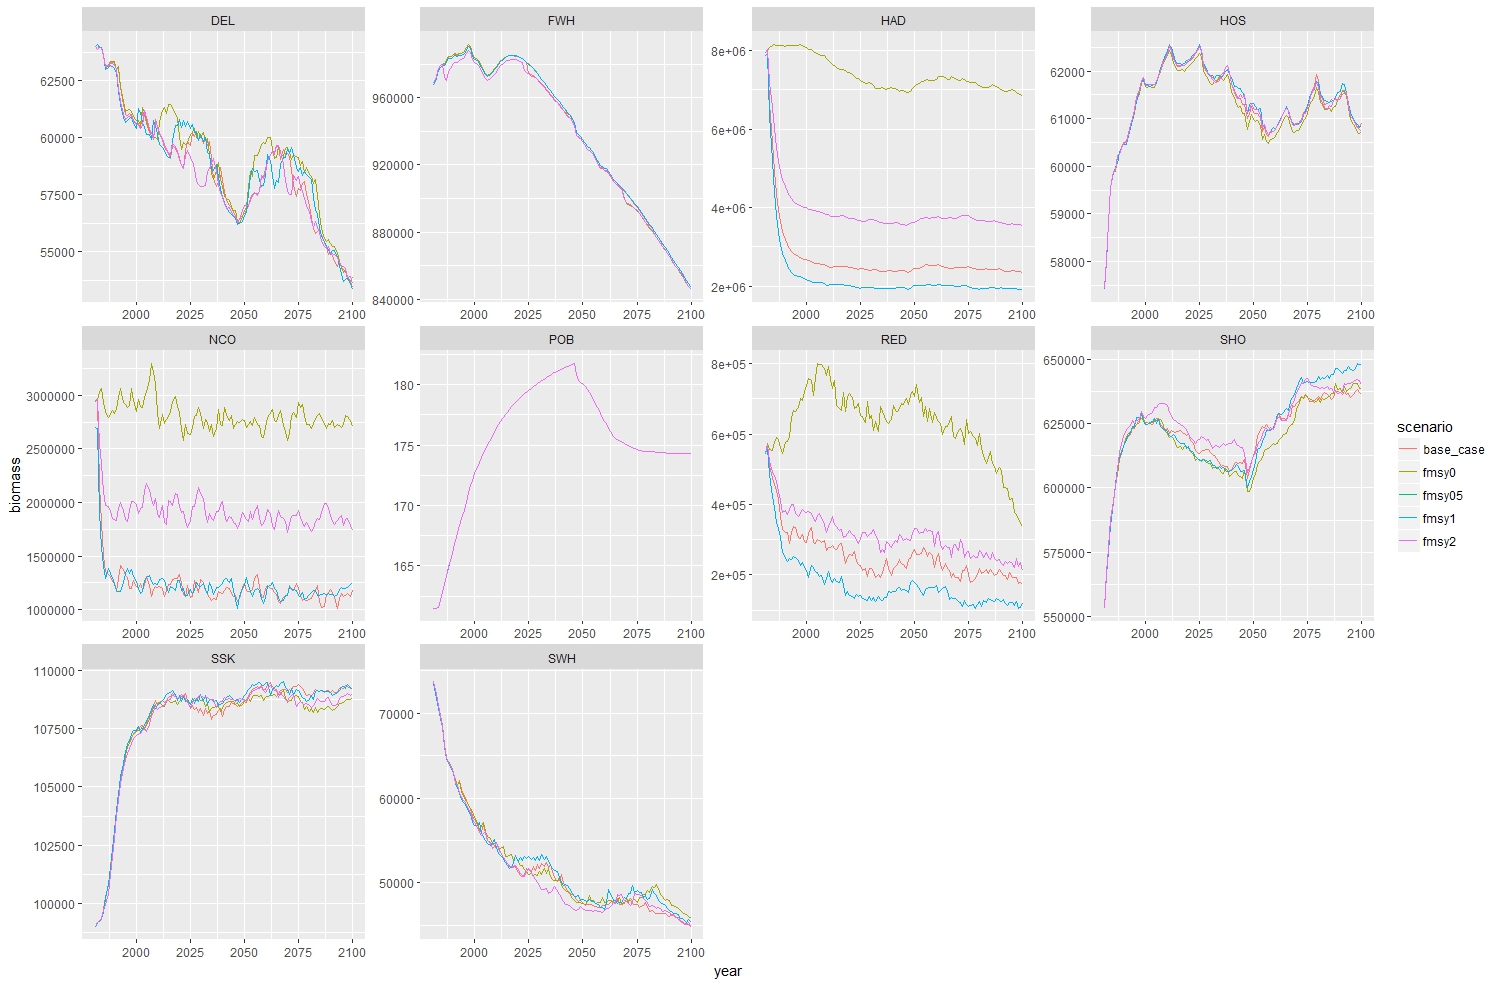 DEL FWH HAD HOS
62500 60000 57500 55000
960000 920000 880000 840000
8e+06 6e+06 4e+06 2e+06
62000 61000 60000 59000 58000
2000 2025 2050 2075 2100 2000 2025 2050 2075 2100 2000 2025 2050 2075 2100 2000 2025 2050 2075 2100
NCO POB RED SHO
3000000 2500000 2000000 1500000 1000000
180 175 170 165
8e+05 6e+05 4e+05 2e+05
650000 625000 600000 575000 550000
2000 2025 2050 2075 2100 2000 2025 2050 2075 2100 2000 2025 2050 2075 2100 2000 2025 2050 2075 2100
SSK SWH
110000 107500 105000 102500 100000
70000 60000 50000
2000 2025 2050 2075 2100 2000 2025 2050 2075 2100
biomass
year
scenario
base_case
fmsy0
fmsy05
fmsy1
fmsy2